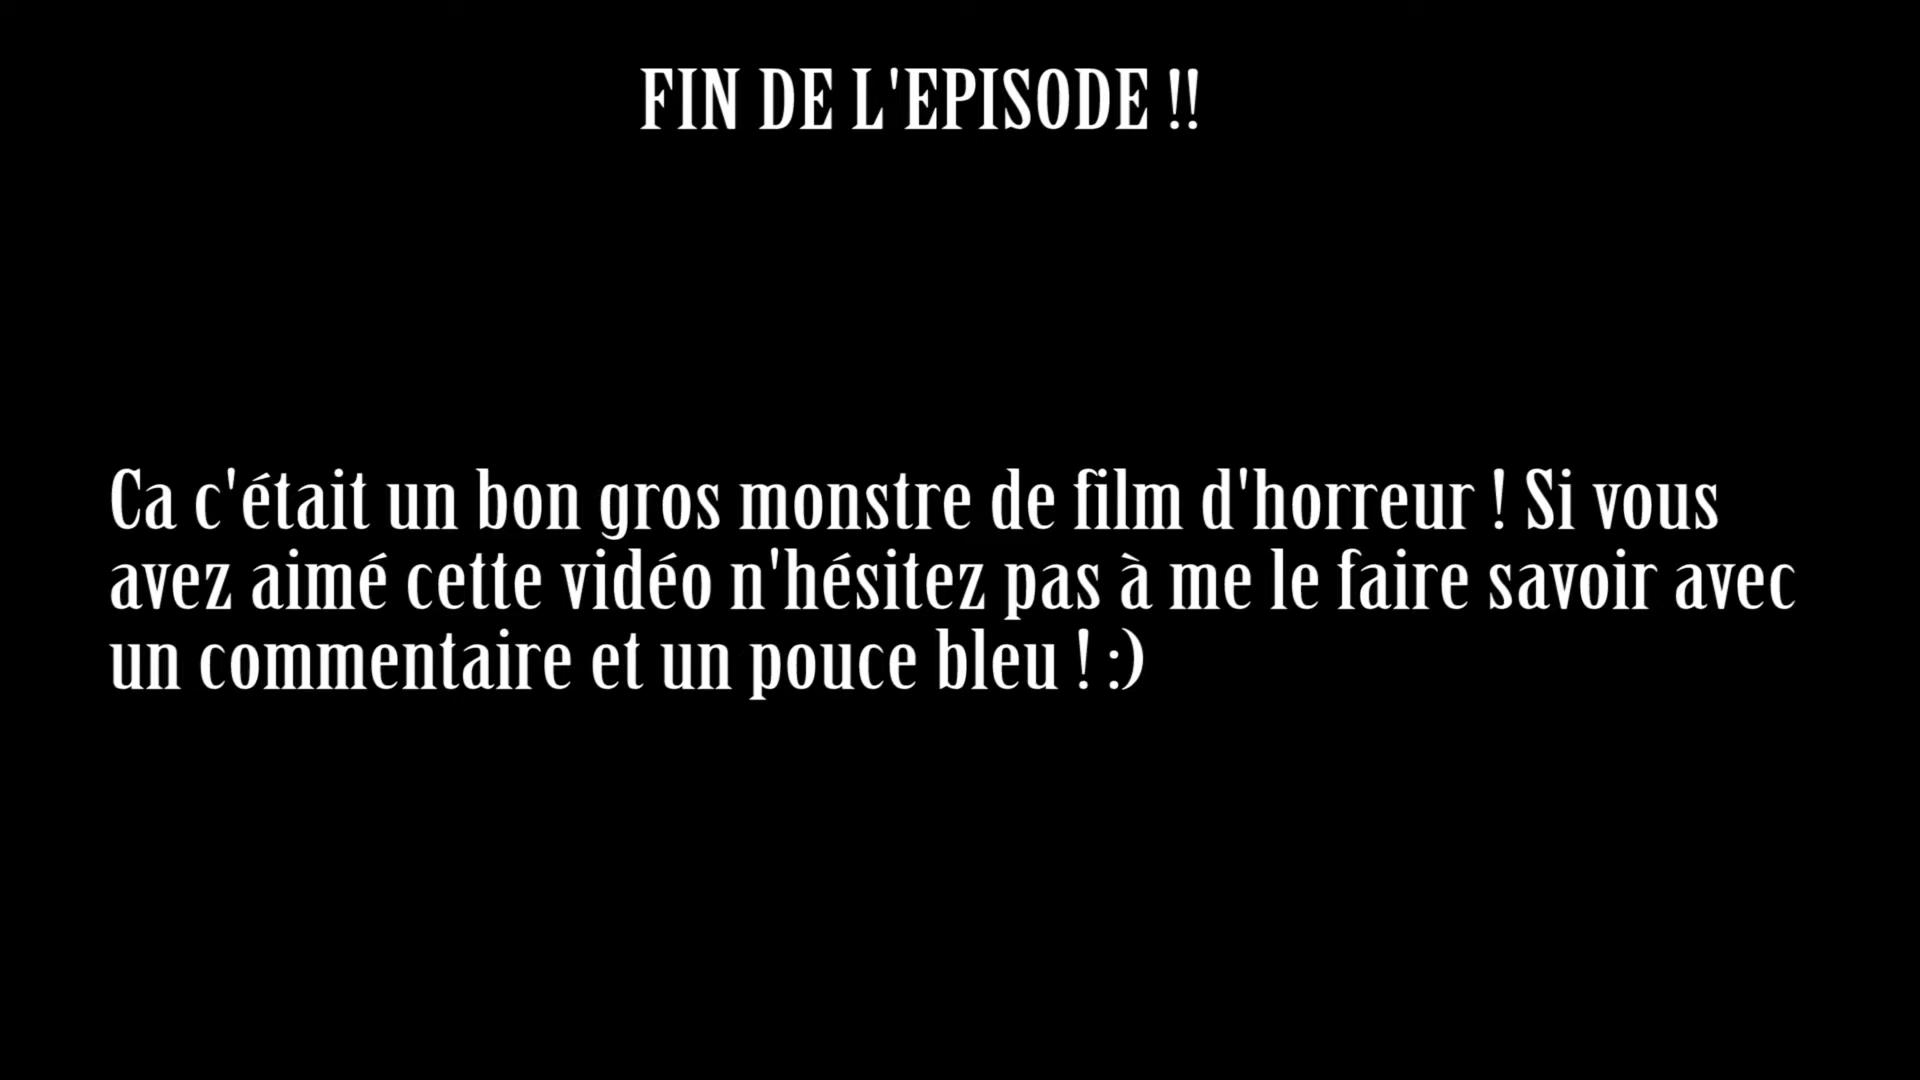 FIN DE L'EPISODE !!
Ca c'était un bon gros monstre de film d'horreur ! Si vous
avez aimé cette vidéo n'hésitez pas à me le faire savoir avec
un commentaire et un pouce bleu ! :)